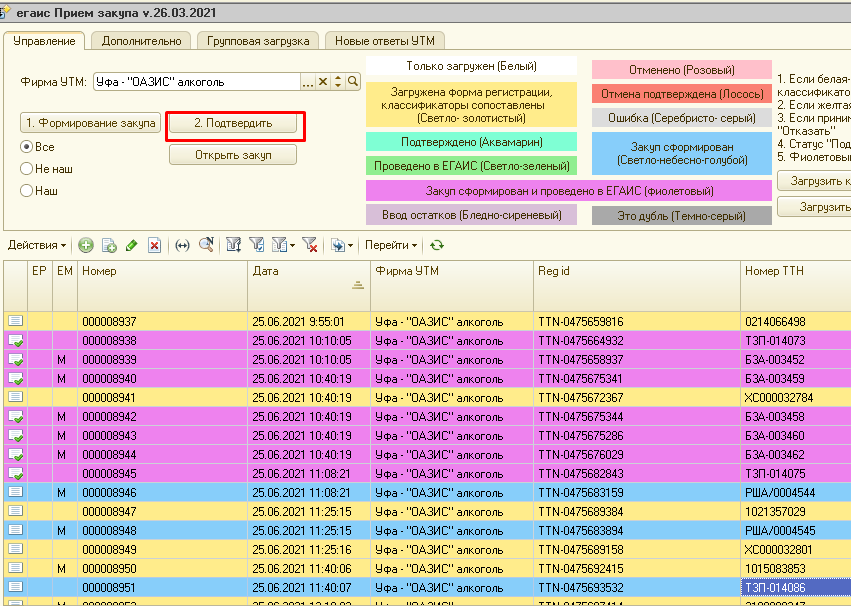 егаис Прием закупа v.26.03.2021
Управление
Дополнительно
Групповая загрузка
Новые ответы УТМ
Фирма УТМ:
Уфа - "ОАЗИС" алкоголь
1. Формирование закупа
2. Подтвердить
Открыть закуп
Все
Не наш
Наш
Только загружен (Белый)
Загружена форма регистрации,
классификаторы сопоставлены
(Светло- золотистый)
Подтверждено (Аквамарин)
Проведено в ЕГАИС (Светло-зеленый)
Закуп сформирован и проведено в ЕГАИС (фиолетовый)
Ввод остатков (Бледно-сиреневый)
Отменено (Розовый)
Отмена подтверждена (Лосось)
Ошибка (Серебристо- серый)
Закуп сформирован
(Светло-небесно-голубой)
Это дубль (Темно-серый)
1. Если белая-
классификато
2. Если желта
3. Если прини
"Отказать"
4. Статус "Под
5. Фиолетовы
Загрузить к
Загрузить
Действия
Перейти
ЕР ЕМ Номер Дата Фирма УТМ Reg id Номер ТТН
000008937 25.06.2021 9:55:01 Уфа - "ОАЗИС" алкоголь TTN-0475659816 0214066498
000008938 25.06.2021 10:10:05 Уфа - "ОАЗИС" алкоголь TTN-0475664932 ТЗП-014073
М 000008939 25.06.2021 10:10:05 Уфа - "ОАЗИС" алкоголь TTN-0475658937 БЗА-003452
М 000008940 25.06.2021 10:40:19 Уфа - "ОАЗИС" алкоголь TTN-0475675341 БЗА-003459
000008941 25.06.2021 10:40:19 Уфа - "ОАЗИС" алкоголь TTN-0475672367 ХС000032784
М 000008942 25.06.2021 10:40:19 Уфа - "ОАЗИС" алкоголь TTN-0475675344 БЗА-003458
М 000008943 25.06.2021 10:40:19 Уфа - "ОАЗИС" алкоголь TTN-0475675286 БЗА-003460
М 000008944 25.06.2021 10:40:19 Уфа - "ОАЗИС" алкоголь TTN-0475676029 БЗА-003462
000008945 25.06.2021 11:08:21 Уфа - "ОАЗИС" алкоголь TTN-0475682843 ТЗП-014075
М 000008946 25.06.2021 11:08:21 Уфа - "ОАЗИС" алкоголь TTN-0475683159 РША/0004544
000008947 25.06.2021 11:25:15 Уфа - "ОАЗИС" алкоголь TTN-0475689384 1021357029
М 000008948 25.06.2021 11:25:15 Уфа - "ОАЗИС" алкоголь TTN-0475683894 РША/0004545
000008949 25.06.2021 11:25:16 Уфа - "ОАЗИС" алкоголь TTN-0475689158 ХС000032801
М 000008950 25.06.2021 11:40:06 Уфа - "ОАЗИС" алкоголь TTN-0475692415 1015083853
000008951 25.06.2021 11:40:07 Уфа - "ОАЗИС" алкоголь TTN-0475693532 ТЗП-014086